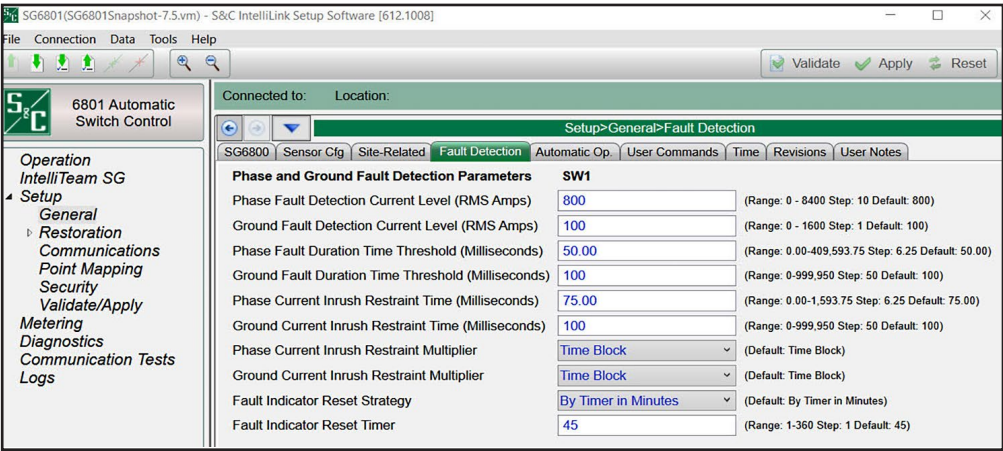 SG6801(SG6801Snapshot-7.5.vm) - S&C IntelliLink Setup Software [612.1008]
File Connection Data Tools Help
Validate Apply Reset
S&C
6801 Automatic
Switch Control
Connected to: Location:
Setup>General>Fault Detection
SG6800 Sensor Cfg Site-Related Fault Detection Automatic Op. User Commands Time Revisions User Notes
Operation
IntelliTeam SG
Setup
General
Restoration
Communications
Point Mapping
Security
Validate/Apply
Metering
Diagnostics
Communication Tests
Logs
Phase and Ground Fault Detection Parameters SW1
Phase Fault Detection Current Level (RMS Amps) 800 (Range: 0 - 8400 Step: 10 Default: 800)
Ground Fault Detection Current Level (RMS Amps) 100 (Range: 0 - 1600 Step: 1 Default: 100)
Phase Fault Duration Time Threshold (Milliseconds) 50.00 (Range: 0.00-409,593.75 Step: 6.25 Default: 50.00)
Ground Fault Duration Time Threshold (Milliseconds) 100 (Range: 0-999,950 Step: 50 Default: 100)
Phase Current Inrush Restraint Time (Milliseconds) 75.00 (Range: 0.00-1,593.75 Step: 6.25 Default: 75.00)
Ground Current Inrush Restraint Time (Milliseconds) 100 (Range: 0-999,950 Step: 50 Default: 100)
Phase Current Inrush Restraint Multiplier Time Block (Default: Time Block)
Ground Current Inrush Restraint Multiplier Time Block (Default: Time Block)
Fault Indicator Reset Strategy By Timer in Minutes (Default: By Timer in Minutes)
Fault Indicator Reset Timer 45 (Range: 1-360 Step: 1 Default: 45)